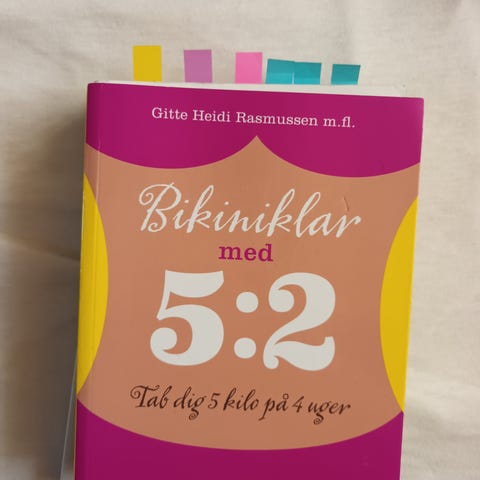 Gitte Heidi Rasmussen m.fl.
Bikiniklar
med
5:2
Tab dig 5 kilo på 4 uger